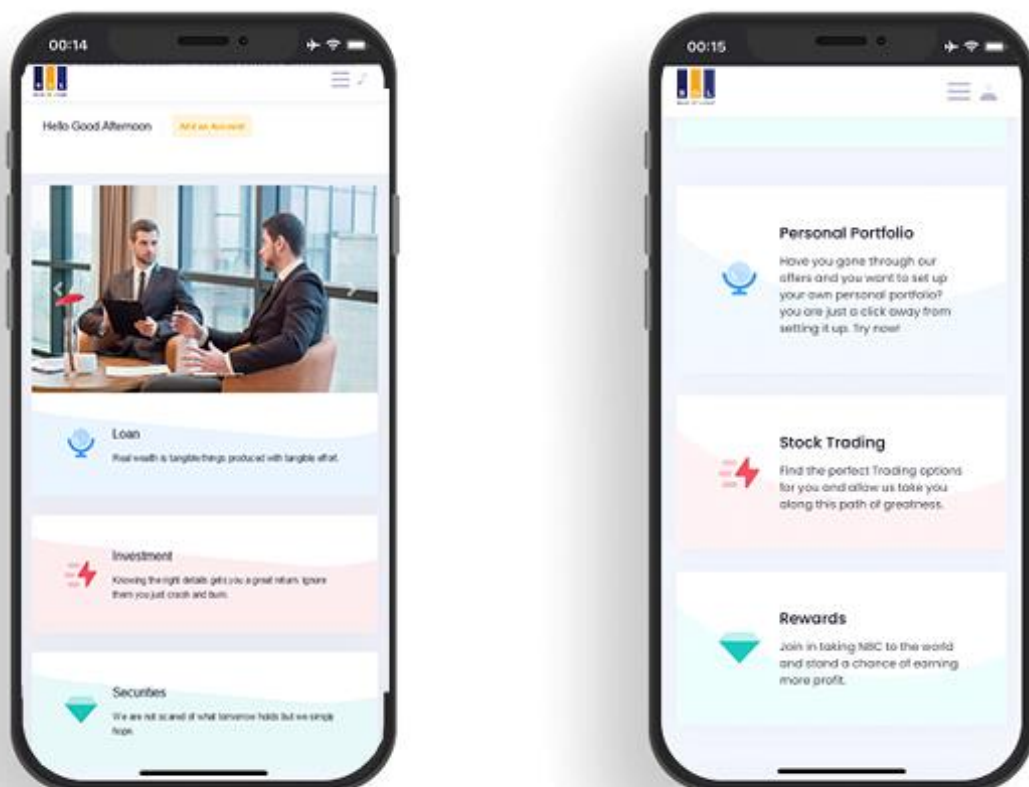 00:14
Hello Good Afternoon
Add an Account
Loan
Real wealth is tangible things produced with tangible effort.
Investment
Knowing the right details gets you a great return. Ignore
them you just crash and burn.
Securities
We are not scared of what tomorrow holds but we simply
hope.
00:15
Personal Portfolio
Have you gone through our
offers and you want to set up
your own personal portfolio?
you are just a click away from
setting it up. Try now!
Stock Trading
Find the perfect Trading options
for you and allow us take you
along this path of greatness.
Rewards
Join in taking NBC to the world
and stand a chance of earning
more profit.